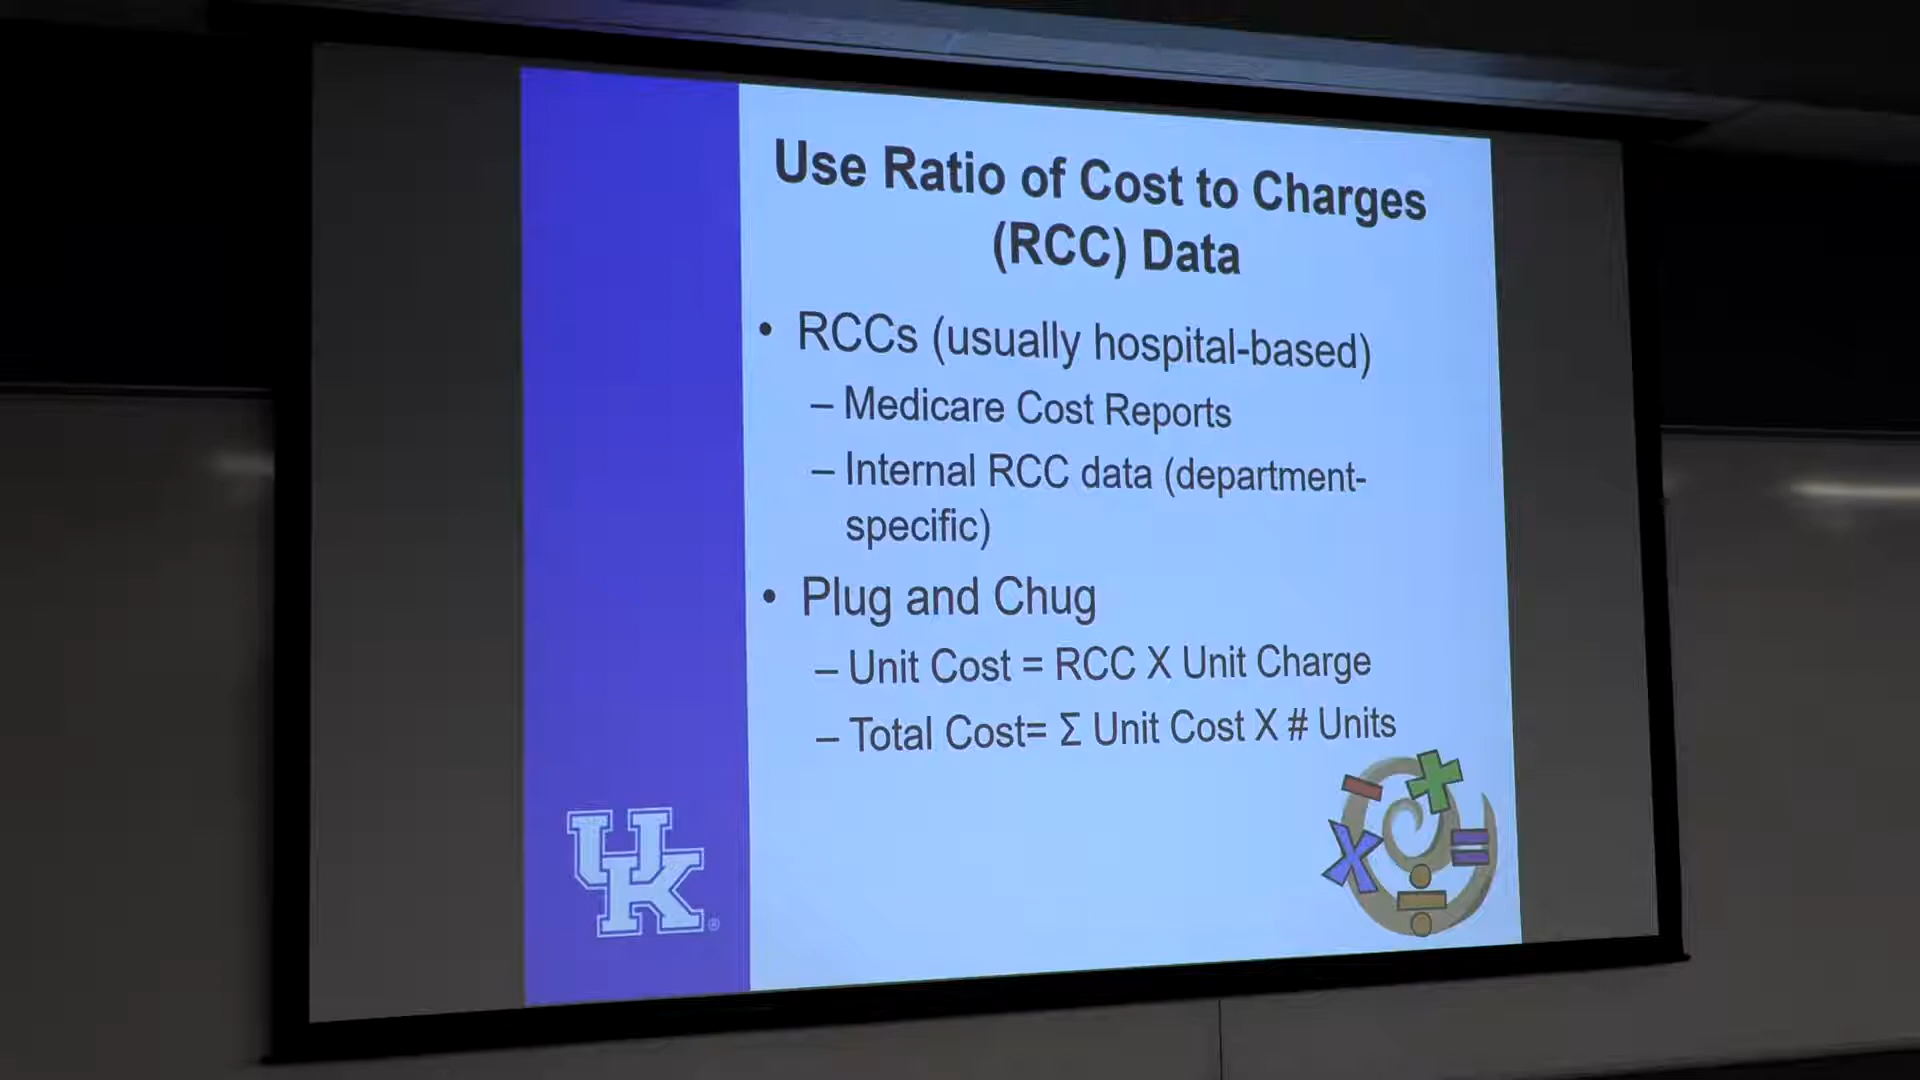 Use Ratio of Cost to Charges
(RCC) Data
• RCCs (usually hospital-based)
– Medicare Cost Reports
– Internal RCC data (department-
specific)
• Plug and Chug
– Unit Cost = RCC X Unit Charge
– Total Cost= Σ Unit Cost X # Units
UK®